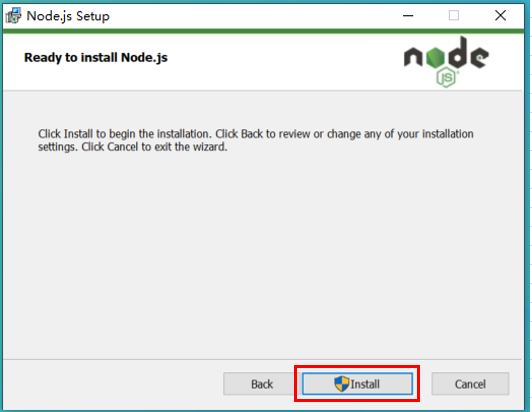 Node.js Setup
Ready to install Node.js
node
JS
Click Install to begin the installation. Click Back to review or change any of your installation
settings. Click Cancel to exit the wizard.
Back
Install
Cancel